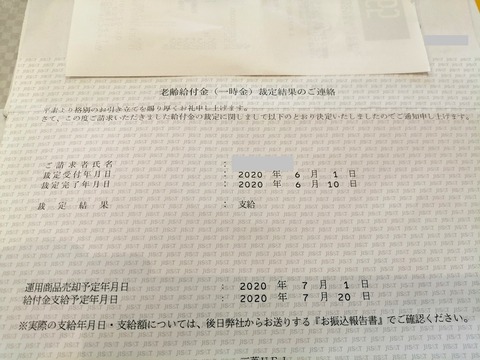 老齢給付金（一時金）裁定結果のご連絡
平素より格別のお引き立てを賜り厚くお礼申し上げます。
さて、この度ご請求いただきました給付金の裁定に関しまして以下のとおり決定いたしましたのでご通知申し上げます。
ご請求者氏名 ：
裁定受付年月日 ： 2020 年 6 月 1 日
裁定完了年月日 ： 2020 年 6 月 10 日
裁定結果 ： 支給
運用商品売却予定年月日 ： 2020 年 7 月 1 日
給付金支給予定年月日 ： 2020 年 7 月 20 日
※実際の支給年月日・支給額については、後日弊社からお送りする『お振込報告書』でご確認ください。